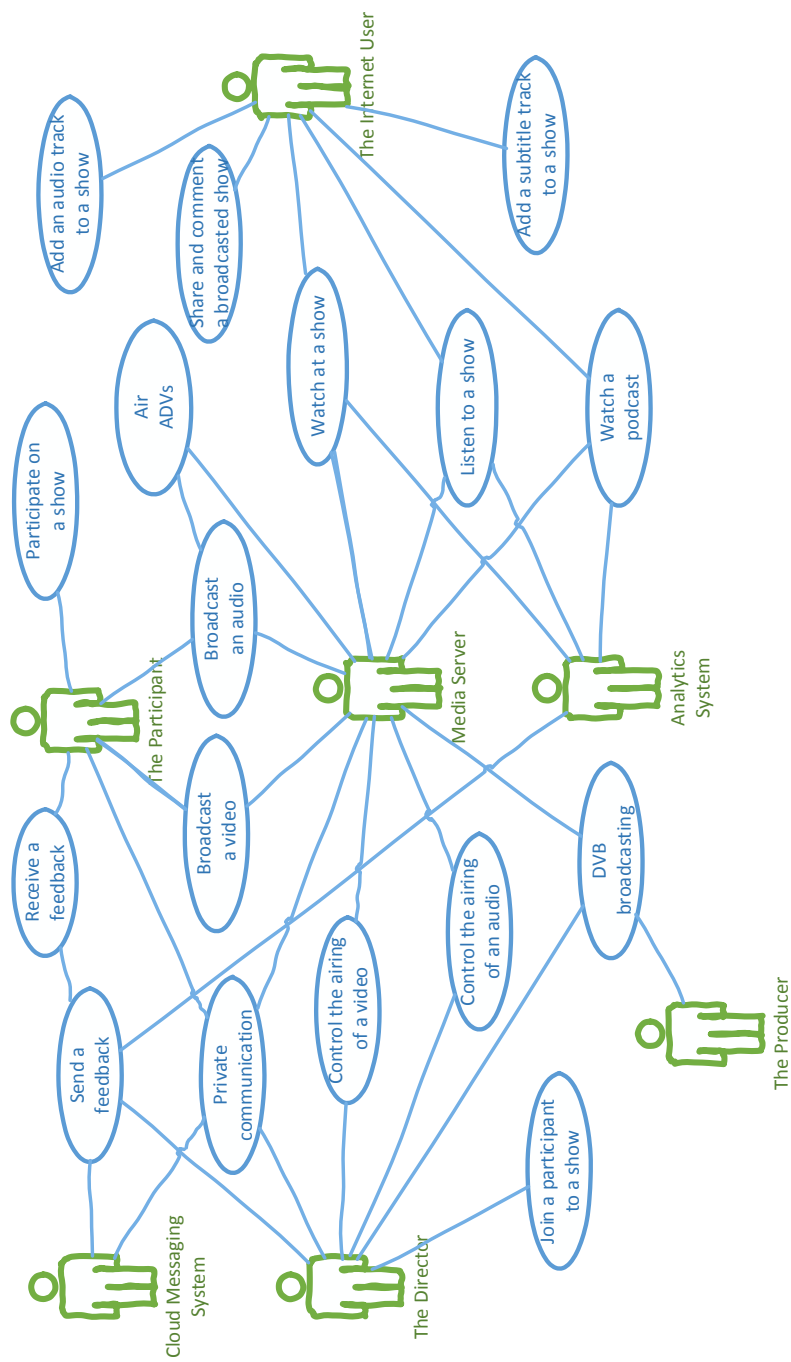 Cloud Messaging
System
Send a
feedback
Receive a
feedback
The Participant
Participate on
a show
Add an audio track
to a show
Private
communication
Broadcast
a video
Broadcast
an audio
Air
ADVs
Share and comment
a broadcasted show
The Internet User
The Director
Control the airing
of a video
Control the airing
of an audio
Media Server
Watch at a show
Listen to a show
Join a participant
to a show
DVB
broadcasting
Analytics
System
Watch a
podcast
Add a subtitle track
to a show
The Producer